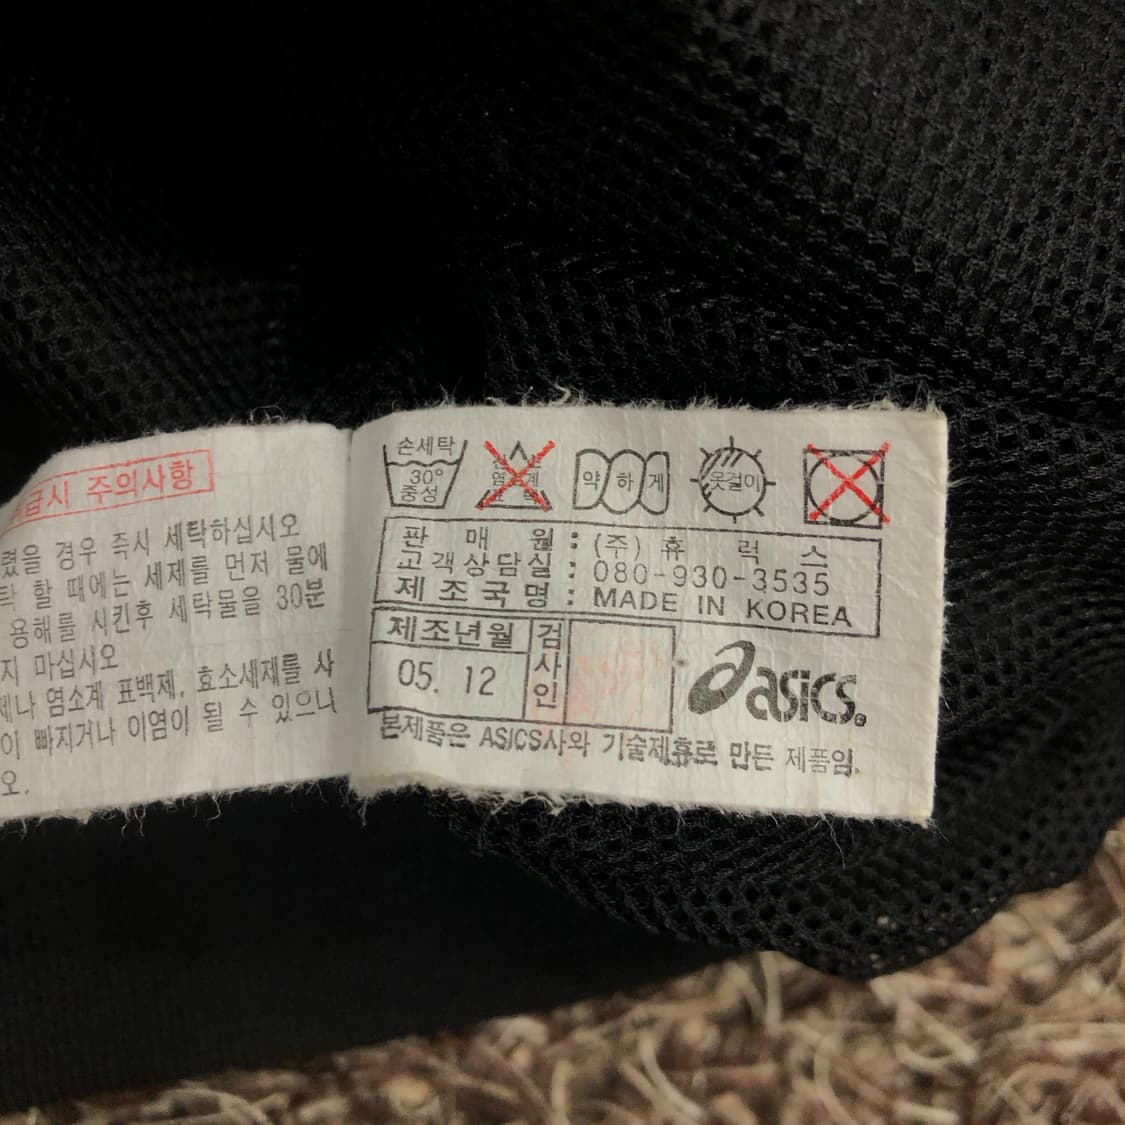 급시 주의사항
렸을 경우 즉시 세탁하십시오
탁 할 때에는 세제를 먼저 물에
용해를 시킨후 세탁물을 30분
지 마십시오
제나 염소계 표백제, 효소세제를 사
이 빠지거나 이염이 될 수 있으니
오.
손세탁
30°
중성
염 계
약하게
옷걸이
판매원 : (주)휴럭스
고객상담실 : 080-930-3535
제조국명 : MADE IN KOREA
제조년월
05. 12
검사인
asics
본제품은 ASICS사와 기술제휴로 만든 제품임.